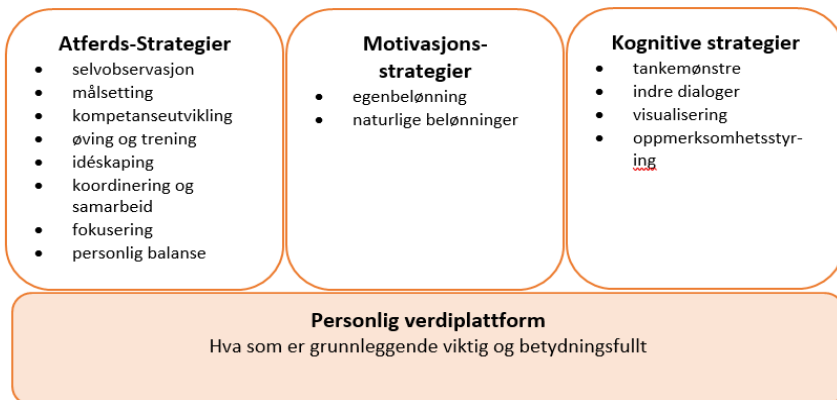 Atferds-Strategier
• selvobservasjon
• målsetting
• kompetanseutvikling
• øving og trening
• idéskaping
• koordinering og
samarbeid
• fokusering
• personlig balanse
Motivasjons-
strategier
• egenbelønning
• naturlige belønninger
Kognitive strategier
• tankemønstre
• indre dialoger
• visualisering
• oppmerksomhetsstyr-
ing
Personlig verdiplattform
Hva som er grunnleggende viktig og betydningsfullt